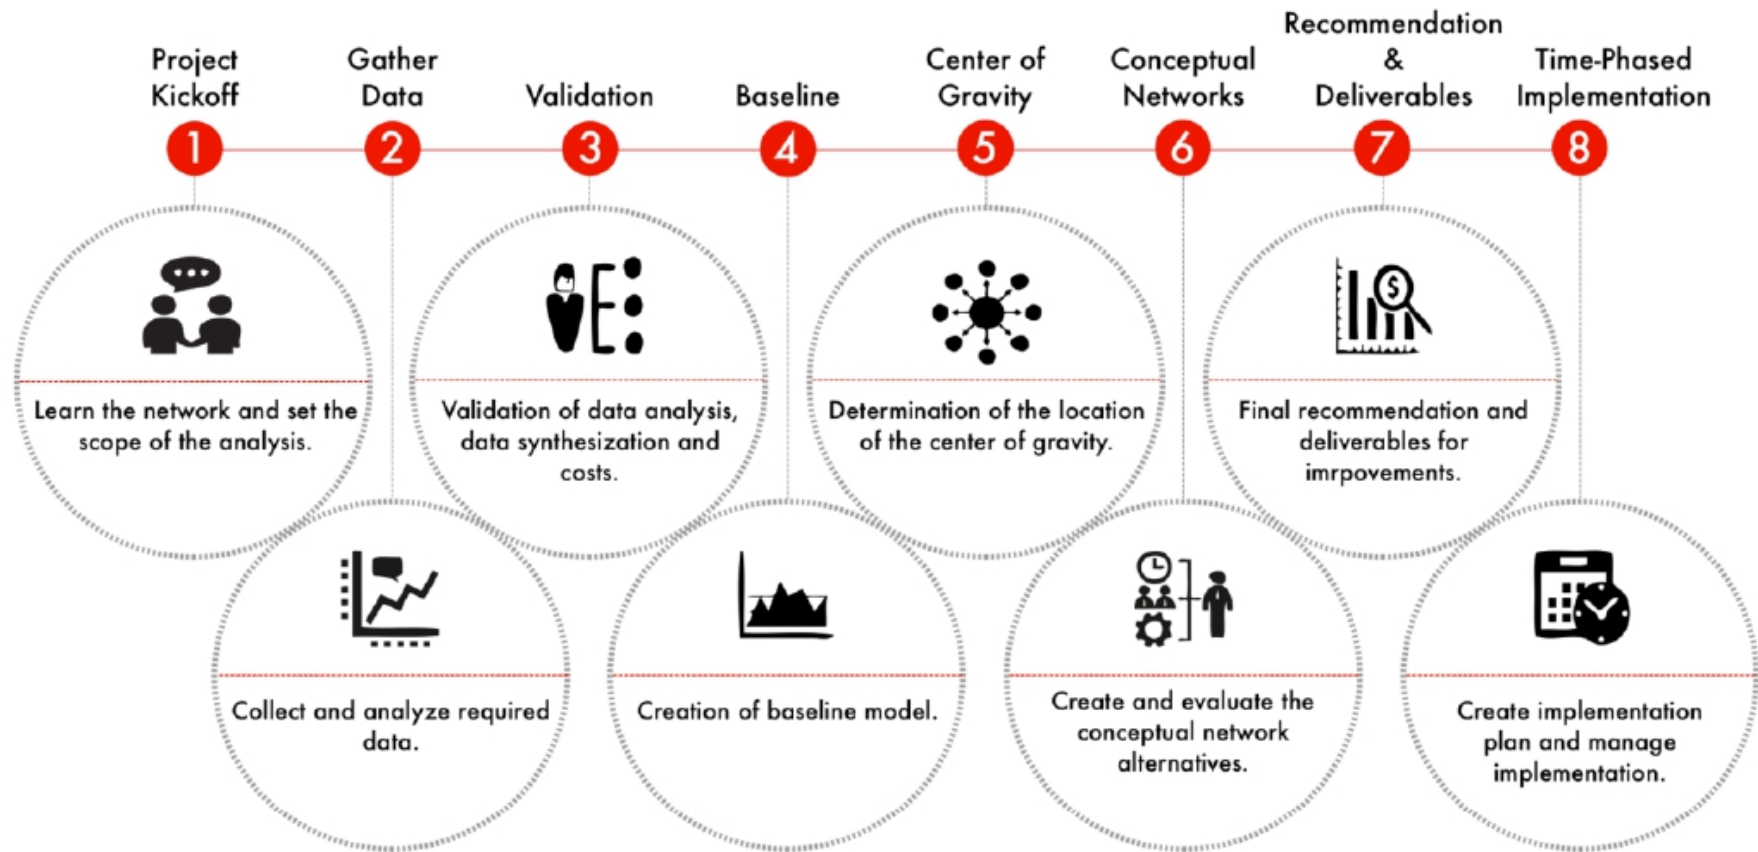 Project
Kickoff
Gather
Data
Validation
Baseline
Center of
Gravity
Conceptual
Networks
Recommendation
&
Deliverables
Time-Phased
Implementation
1
2
3
4
5
6
7
8
Learn the network and set the
scope of the analysis.
Validation of data analysis,
data synthesization and
costs.
Determination of the location
of the center of gravity.
Final recommendation and
deliverables for
imrpovements.
$
Collect and analyze required
data.
Creation of baseline model.
Create and evaluate the
conceptual network
alternatives.
Create implementation
plan and manage
implementation.